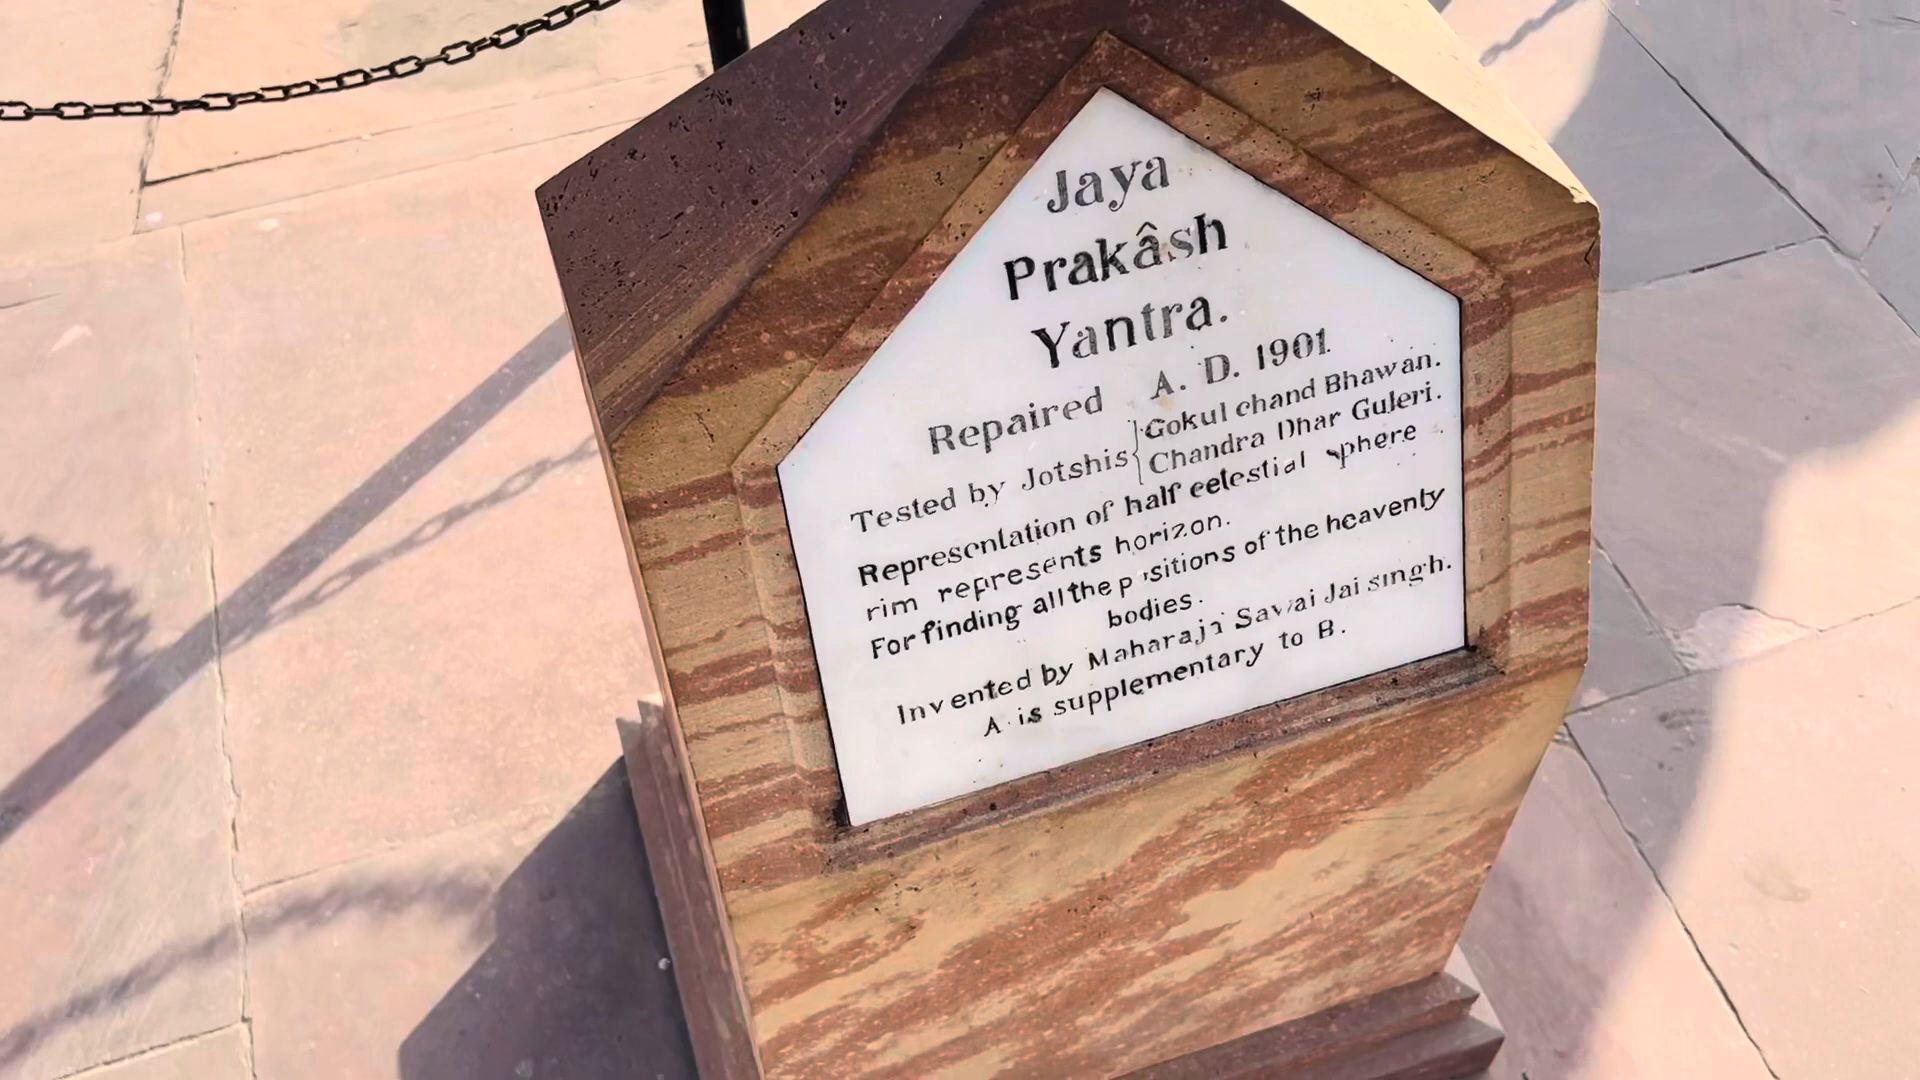 Jaya
Prakâsh
Yantra.
Repaired A. D. 1901.
Tested by Jotshis { Gokul chand Bhawan.
Chandra Dhar Guleri.
Representation of half celestial sphere
rim represents horizon.
For finding all the positions of the heavenly
bodies.
Invented by Maharaja Sawai Jai singh.
A is supplementary to B.